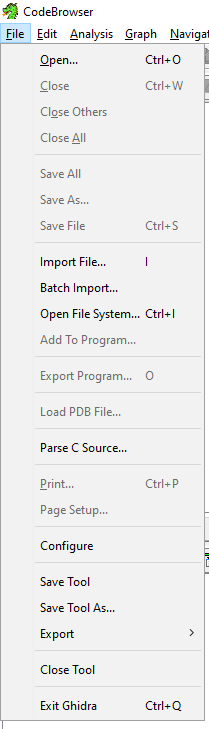 CodeBrowser
File Edit Analysis Graph Navigat
Open... Ctrl+O
Close Ctrl+W
Close Others
Close All
Save All
Save As...
Save File Ctrl+S
Import File... I
Batch Import...
Open File System... Ctrl+I
Add To Program...
Export Program... O
Load PDB File...
Parse C Source...
Print... Ctrl+P
Page Setup...
Configure
Save Tool
Save Tool As...
Export
Close Tool
Exit Ghidra Ctrl+Q